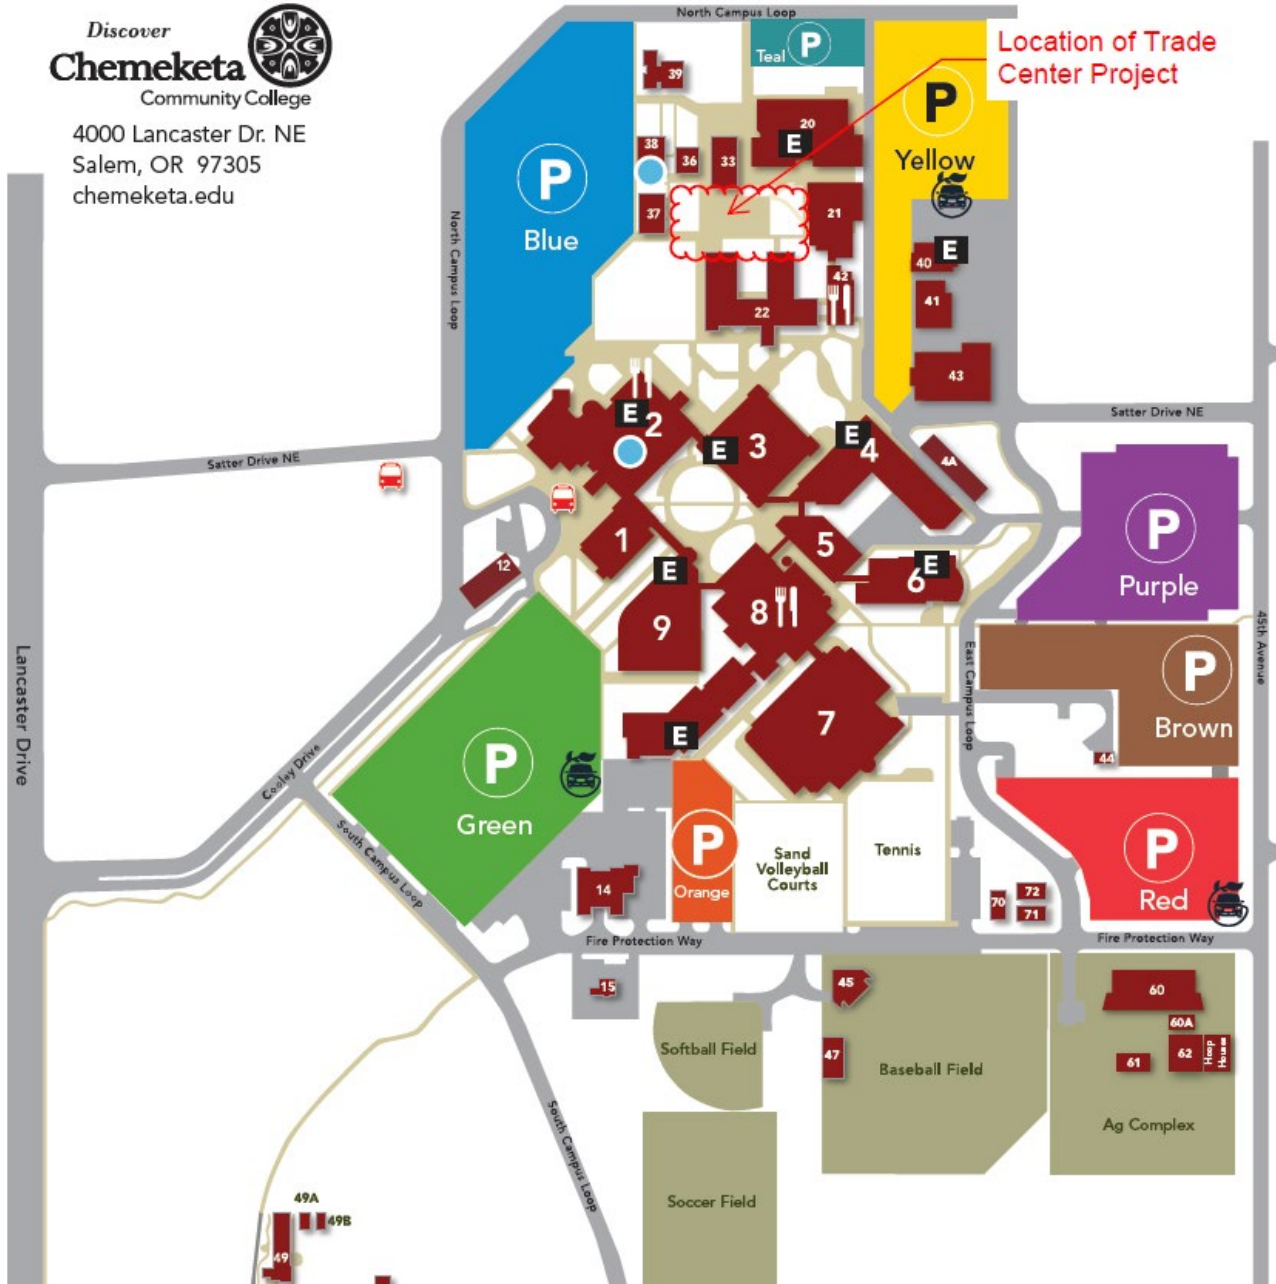 Discover
Chemeketa
Community College
4000 Lancaster Dr. NE
Salem, OR 97305
chemeketa.edu
North Campus Loop
Location of Trade
Center Project
Teal P
P
Yellow
39
20
E
38
36
33
37
21
P
Blue
North Campus Loop
40
E
42
41
22
43
Satter Drive NE
E
2
E
3
E
4
4A
Satter Drive NE
P
Purple
1
5
12
E
6
E
8
9
45th Avenue
P
Brown
East Campus Loop
Lancaster Drive
7
E
44
P
Green
Cooley Drive
South Campus Loop
P
Orange
Sand
Volleyball
Courts
Tennis
P
Red
14
70
72
71
Fire Protection Way
Fire Protection Way
15
45
60
60A
Softball Field
47
61
62
Hoop
Houses
Baseball Field
Ag Complex
South Campus Loop
Soccer Field
49A
49B
49